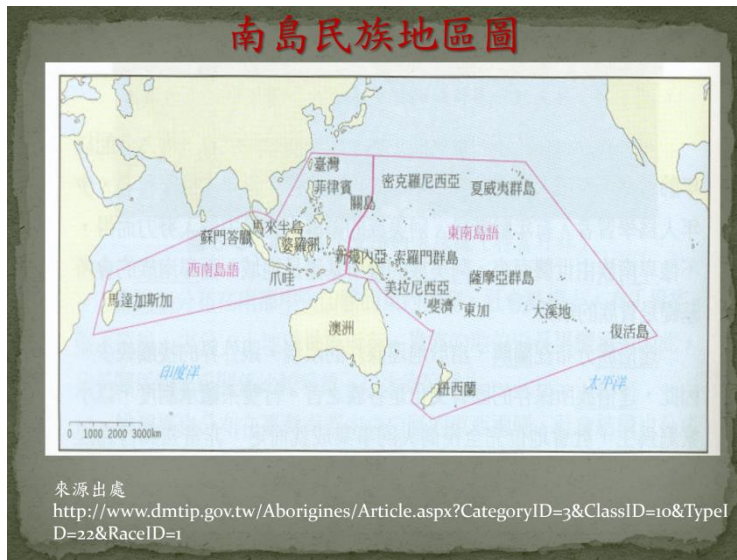 南島民族地區圖
臺灣
菲律賓
密克羅尼西亞
夏威夷群島
關島
馬來半島
蘇門答臘
婆羅洲
東南島語
西南島語
新幾內亞
索羅門群島
爪哇
薩摩亞群島
美拉尼西亞
馬達加斯加
斐濟
東加
大溪地
復活島
澳洲
印度洋
太平洋
紐西蘭
0 1000 2000 3000km
來源出處
http://www.dmtip.gov.tw/Aborigines/Article.aspx?CategoryID=3&ClassID=10&TypeI
D=22&RaceID=1